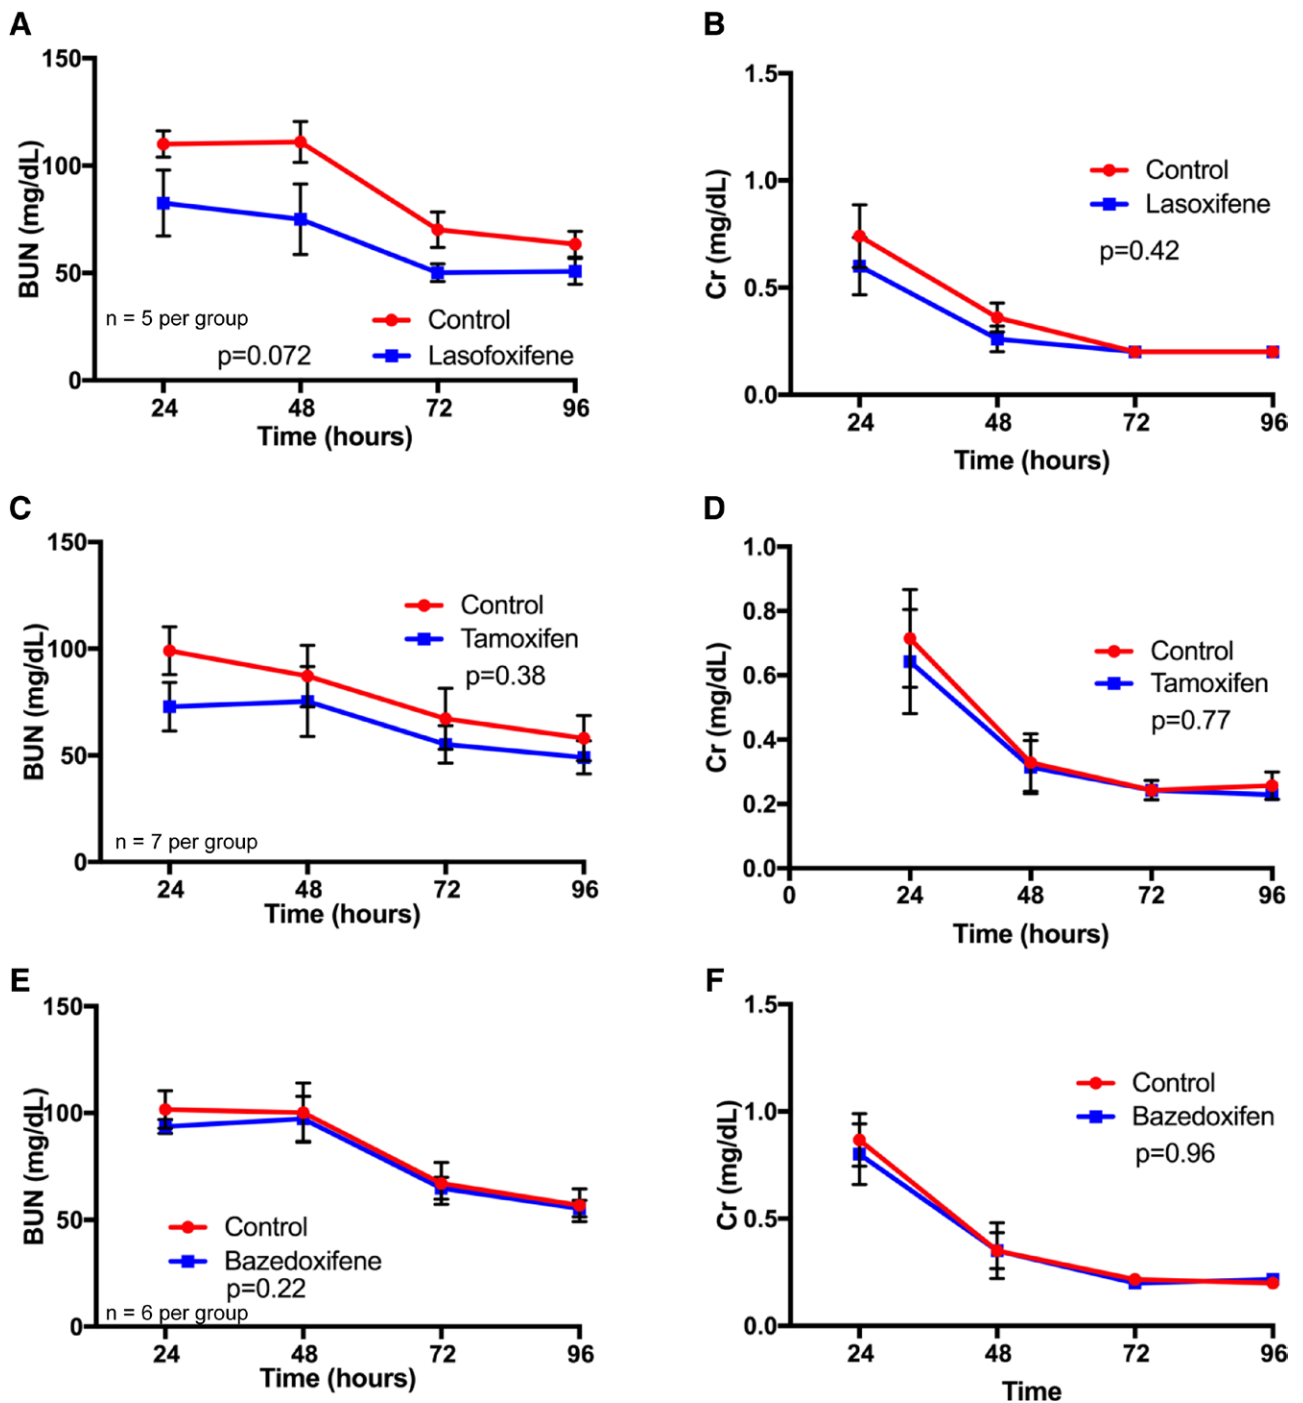 A
150
100
50
0
BUN (mg/dL)
n = 5 per group
p=0.072
Control
Lasofoxifene
24 48 72 96
Time (hours)
B
1.5
1.0
0.5
0.0
Cr (mg/dL)
Control
Lasoxifene
p=0.42
24 48 72 96
Time (hours)
C
150
100
50
0
BUN (mg/dL)
Control
Tamoxifen
p=0.38
n = 7 per group
24 48 72 96
Time (hours)
D
1.0
0.8
0.6
0.4
0.2
0.0
Cr (mg/dL)
Control
Tamoxifen
p=0.77
0 24 48 72 96
Time (hours)
E
150
100
50
0
BUN (mg/dL)
Control
Bazedoxifene
p=0.22
n = 6 per group
24 48 72 96
Time (hours)
F
1.5
1.0
0.5
0.0
Cr (mg/dL)
Control
Bazedoxifen
p=0.96
24 48 72 96
Time